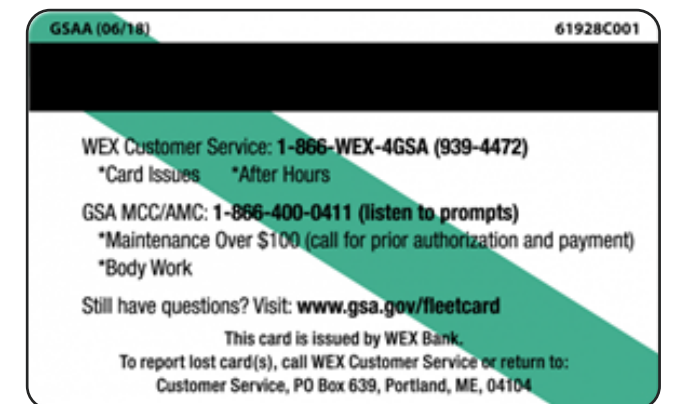 GSAA (06/18) 61928C001
WEX Customer Service: 1-866-WEX-4GSA (939-4472)
*Card Issues *After Hours
GSA MCC/AMC: 1-866-400-0411 (listen to prompts)
*Maintenance Over $100 (call for prior authorization and payment)
*Body Work
Still have questions? Visit: www.gsa.gov/fleetcard
This card is issued by WEX Bank.
To report lost card(s), call WEX Customer Service or return to:
Customer Service, PO Box 639, Portland, ME, 04104